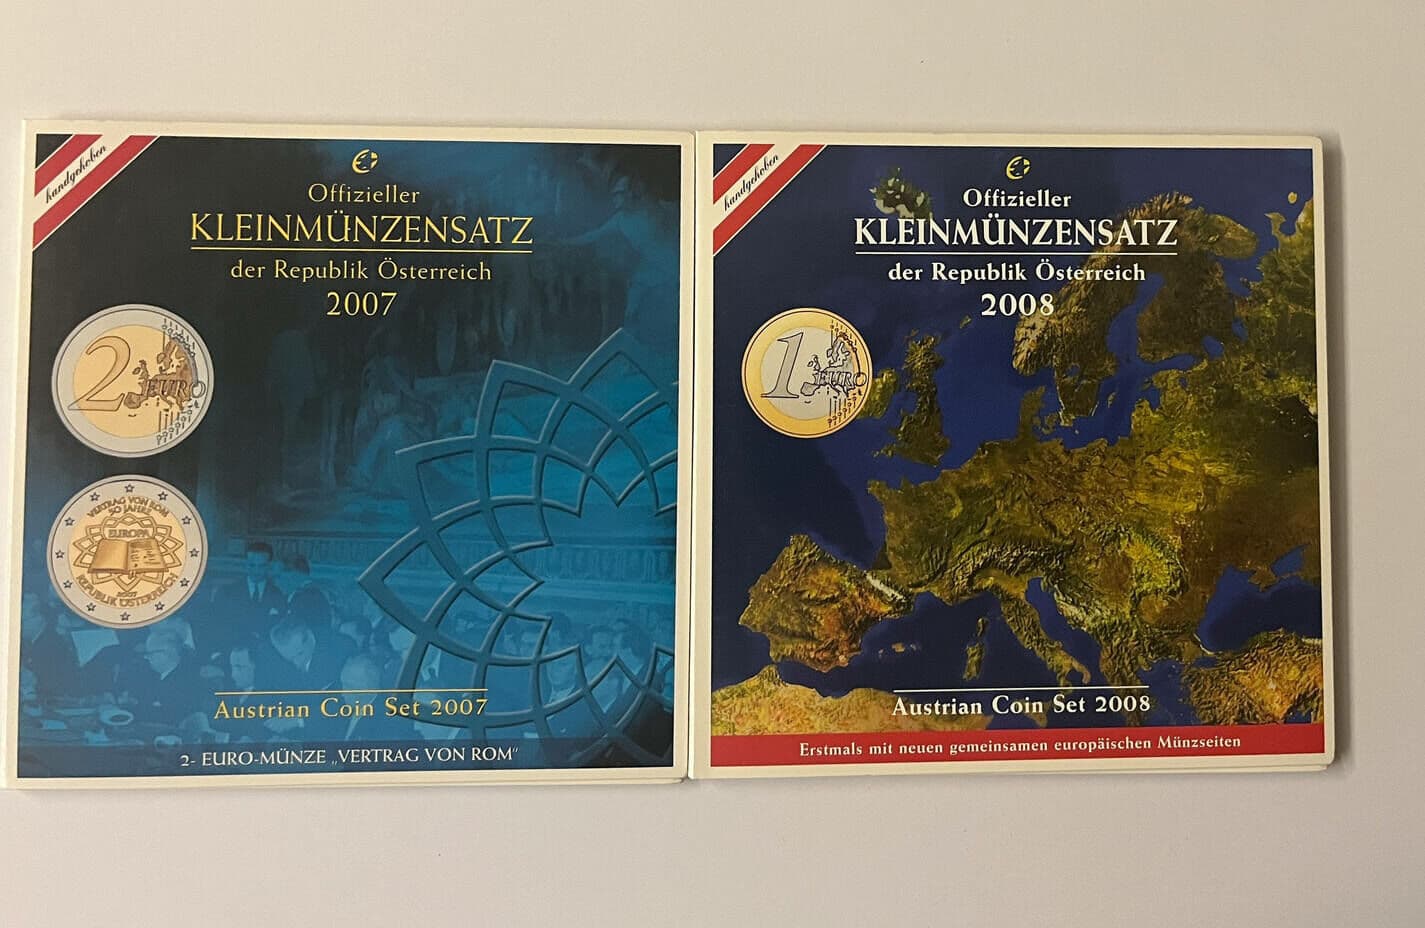 handgehoben
Offizieller
KLEINMÜNZENSATZ
der Republik Österreich
2007
2 EURO
VERTRAG VON ROM
50 JAHRE
EUROPA
2007
REPUBLIK ÖSTERREICH
Austrian Coin Set 2007
2- EURO-MÜNZE „VERTRAG VON ROM“
handgehoben
Offizieller
KLEINMÜNZENSATZ
der Republik Österreich
2008
1 EURO
Austrian Coin Set 2008
Erstmals mit neuen gemeinsamen europäischen Münzseiten